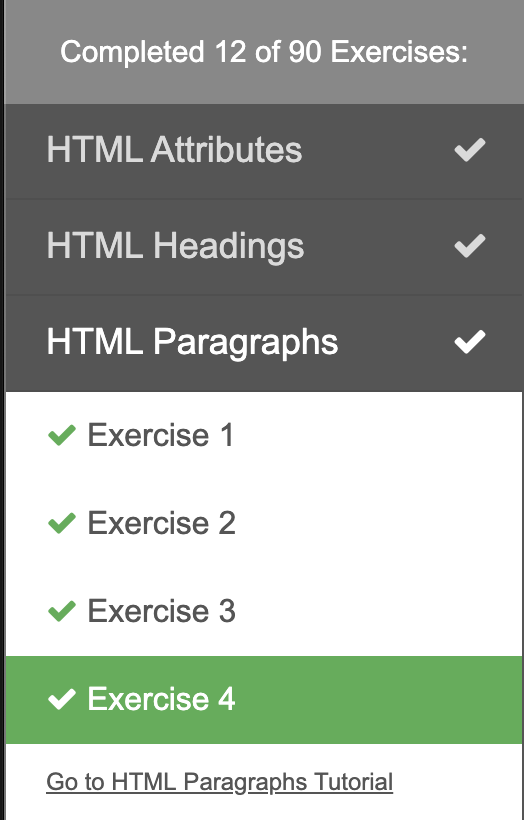 Completed 12 of 90 Exercises:
HTML Attributes
HTML Headings
HTML Paragraphs
Exercise 1
Exercise 2
Exercise 3
Exercise 4
Go to HTML Paragraphs Tutorial